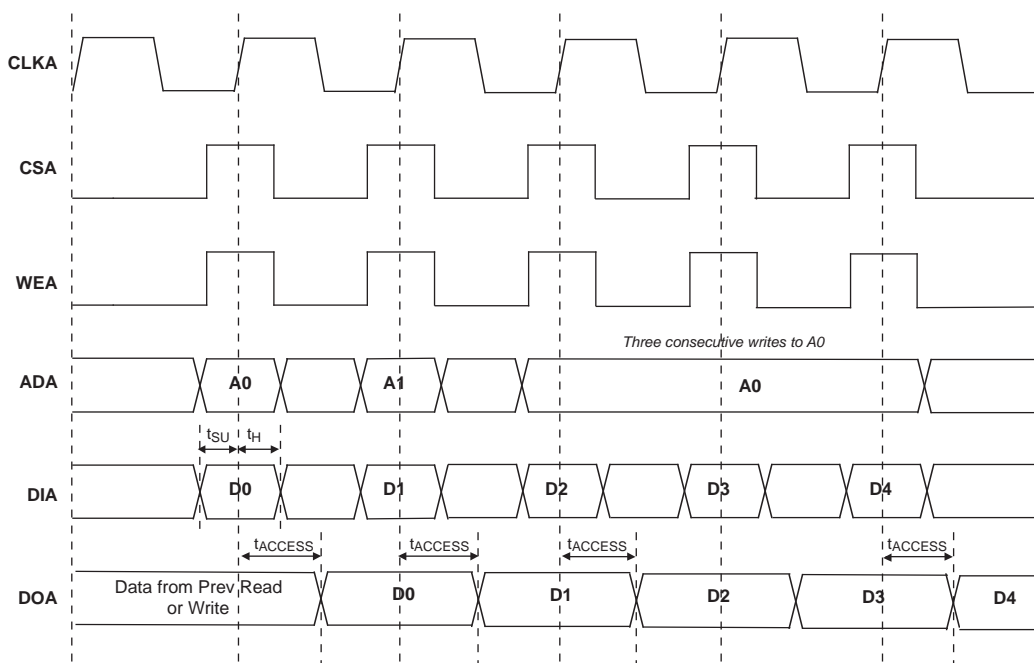 CLKA
CSA
WEA
Three consecutive writes to A0
ADA
A0
A1
A0
tSU
tH
DIA
D0
D1
D2
D3
D4
tACCESS
tACCESS
tACCESS
tACCESS
DOA
Data from Prev Read
or Write
D0
D1
D2
D3
D4